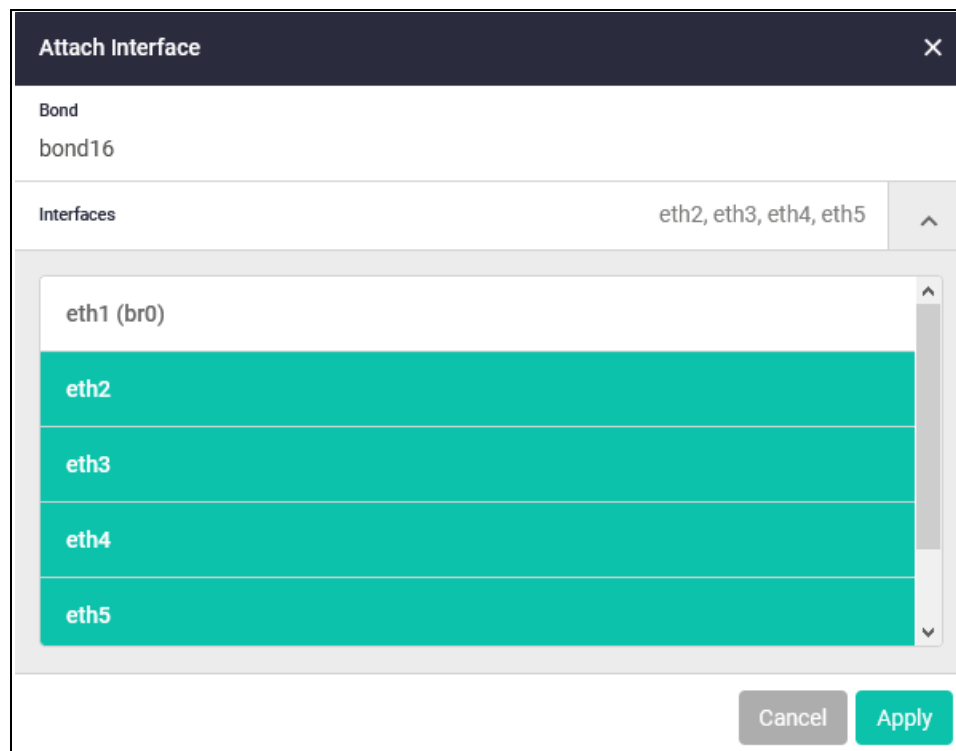 Attach Interface
Bond
bond16
Interfaces eth2, eth3, eth4, eth5
eth1 (br0)
eth2
eth3
eth4
eth5
Cancel Apply